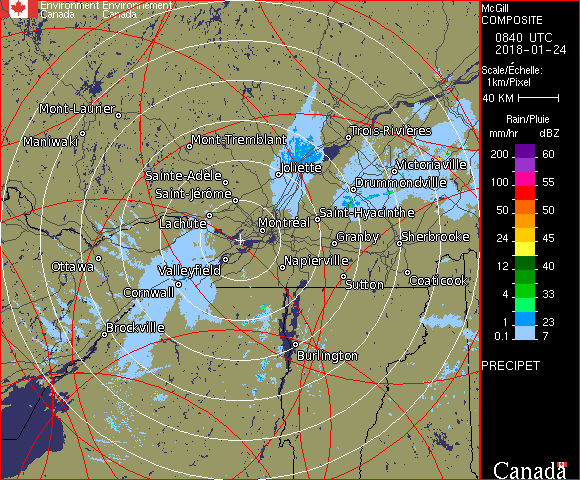 Environment Environnement
Canada Canada
McGill
COMPOSITE
0840 UTC
2018-01-24
Scale/Échelle:
1km/Pixel
40 KM
Rain/Pluie
mm/hr dBZ
200 60
100 55
50 50
24 45
12 40
4 33
1 23
0.1 7
PRECIPET
Canada
Mont-Laurier
Maniwaki
Mont-Tremblant
Trois-Rivières
Victoriaville
Joliette
Sainte-Adèle
Drummondville
Saint-Jérôme
Saint-Hyacinthe
Lachute
Montréal
Granby
Sherbrooke
Ottawa
Valleyfield
Napierville
Cornwall
Sutton
Coaticook
Brockville
Burlington